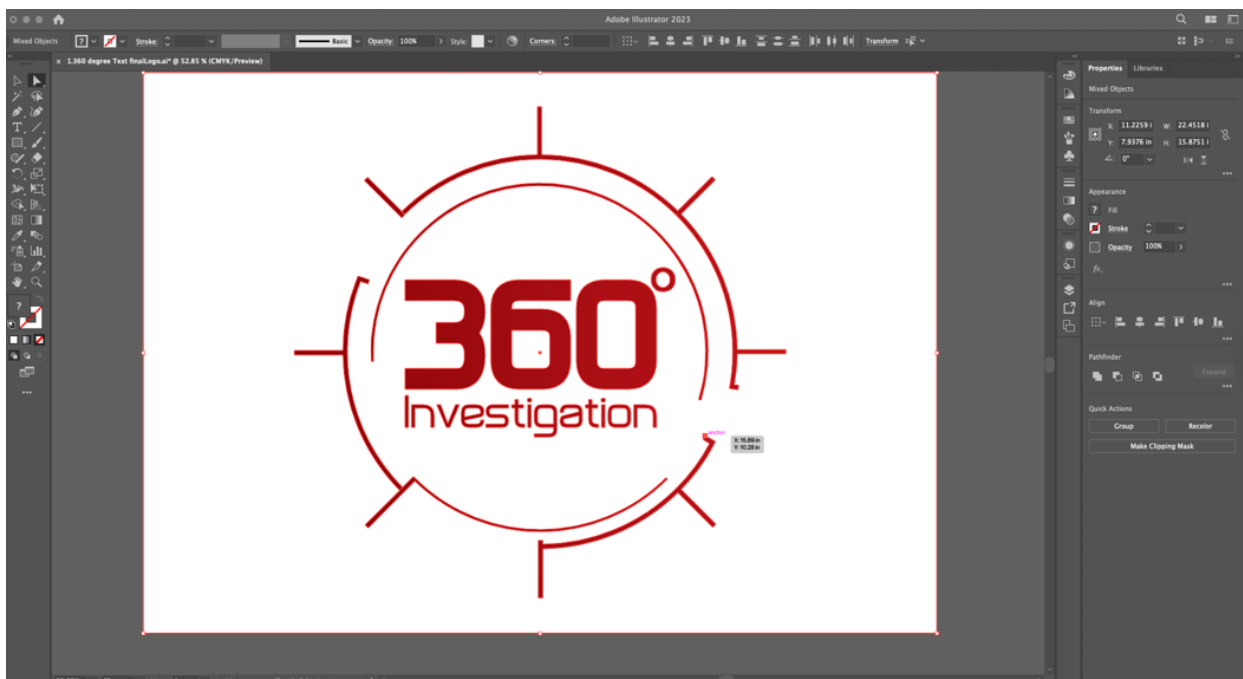 Adobe Illustrator 2023
Mixed Objects
?
Stroke:
Basic
Opacity: 100%
Style:
Corners:
Transform
× 1.360 degree Text finalLogo.ai* @ 52.85 % (CMYK/Preview)
360°
Investigation
anchor
X: 15.89 in
Y: 10.28 in
?
Properties Libraries
Mixed Objects
Transform
X: 11.2259 i W: 22.4518 i
Y: 7.9376 in H: 15.8751 i
0°
Appearance
? Fill
Stroke
Opacity 100%
fx.
Align
Pathfinder
Expand
Quick Actions
Group Recolor
Make Clipping Mask